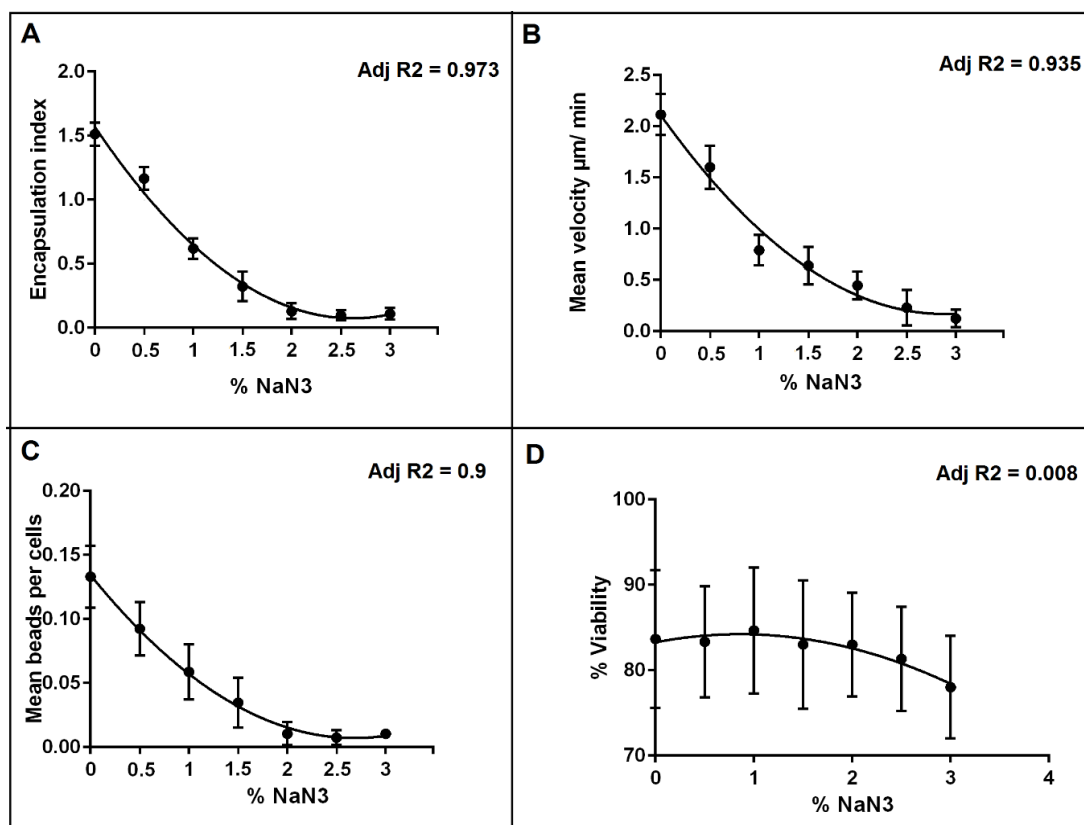 A
Adj R2 = 0.973
Encapsulation index
2.0
1.5
1.0
0.5
0.0
0 0.5 1 1.5 2 2.5 3
% NaN3
B
Adj R2 = 0.935
Mean velocity µm/ min
2.5
2.0
1.5
1.0
0.5
0.0
0 0.5 1 1.5 2 2.5 3
% NaN3
C
Adj R2 = 0.9
Mean beads per cells
0.20
0.15
0.10
0.05
0.00
0 0.5 1 1.5 2 2.5 3
% NaN3
D
Adj R2 = 0.008
% Viability
100
90
80
70
0 1 2 3 4
% NaN3